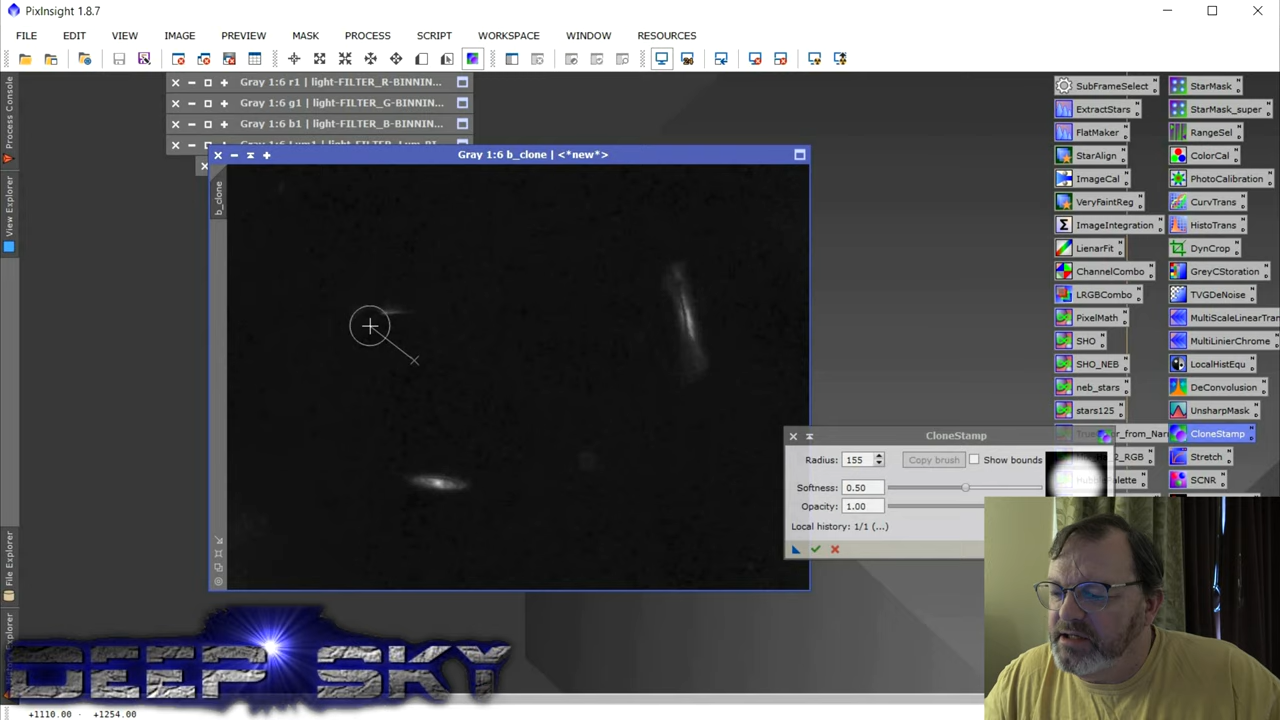 PixInsight 1.8.7
FILE EDIT VIEW IMAGE PREVIEW MASK PROCESS SCRIPT WORKSPACE WINDOW RESOURCES
Process Console
View Explorer
File Explorer
Gray 1:6 r1 | light-FILTER_R-BINNIN...
Gray 1:6 g1 | light-FILTER_G-BINNIN...
Gray 1:6 b1 | light-FILTER_B-BINNIN...
Gray 1:6 b_clone | <*new*>
b_clone
SubFrameSelect StarMask
ExtractStars StarMask_super
FlatMaker RangeSel
StarAlign ColorCal
ImageCal PhotoCalibration
VeryFaintReg CurvTrans
ImageIntegration HistoTrans
LienarFit DynCrop
ChannelCombo GreyCStoration
LRGBCombo TVGDeNoise
PixelMath MultiScaleLinearTran
SHO MultiLinierChrome
SHO_NEB LocalHistEqu
neb_stars DeConvolution
stars125 UnsharpMask
CloneStamp
Stretch
SCNR
CloneStamp
Radius: 155 Copy brush Show bounds
Softness: 0.50
Opacity: 1.00
Local history: 1/1 (...)
DEEP SKY
+1110.00 +1254.00